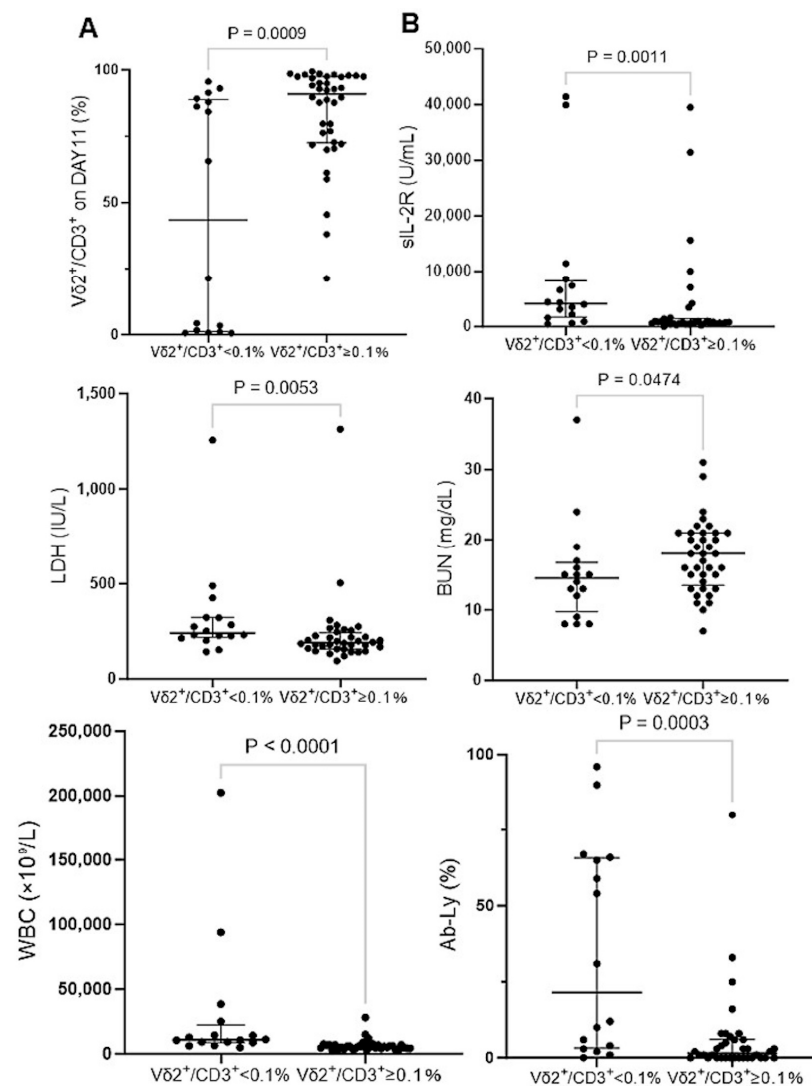 A
P = 0.0009
Vδ2⁺/CD3⁺ on DAY11 (%)
100
50
0
Vδ2⁺/CD3⁺<0.1%
Vδ2⁺/CD3⁺≥0.1%
B
P = 0.0011
sIL-2R (U/mL)
50,000
40,000
30,000
20,000
10,000
0
Vδ2⁺/CD3⁺<0.1%
Vδ2⁺/CD3⁺≥0.1%
P = 0.0053
LDH (IU/L)
1,500
1,000
500
0
Vδ2⁺/CD3⁺<0.1%
Vδ2⁺/CD3⁺≥0.1%
P = 0.0474
BUN (mg/dL)
40
30
20
10
0
Vδ2⁺/CD3⁺<0.1%
Vδ2⁺/CD3⁺≥0.1%
P < 0.0001
WBC (×10⁹/L)
250,000
200,000
150,000
100,000
50,000
0
Vδ2⁺/CD3⁺<0.1%
Vδ2⁺/CD3⁺≥0.1%
P = 0.0003
Ab-Ly (%)
100
50
0
Vδ2⁺/CD3⁺<0.1%
Vδ2⁺/CD3⁺≥0.1%